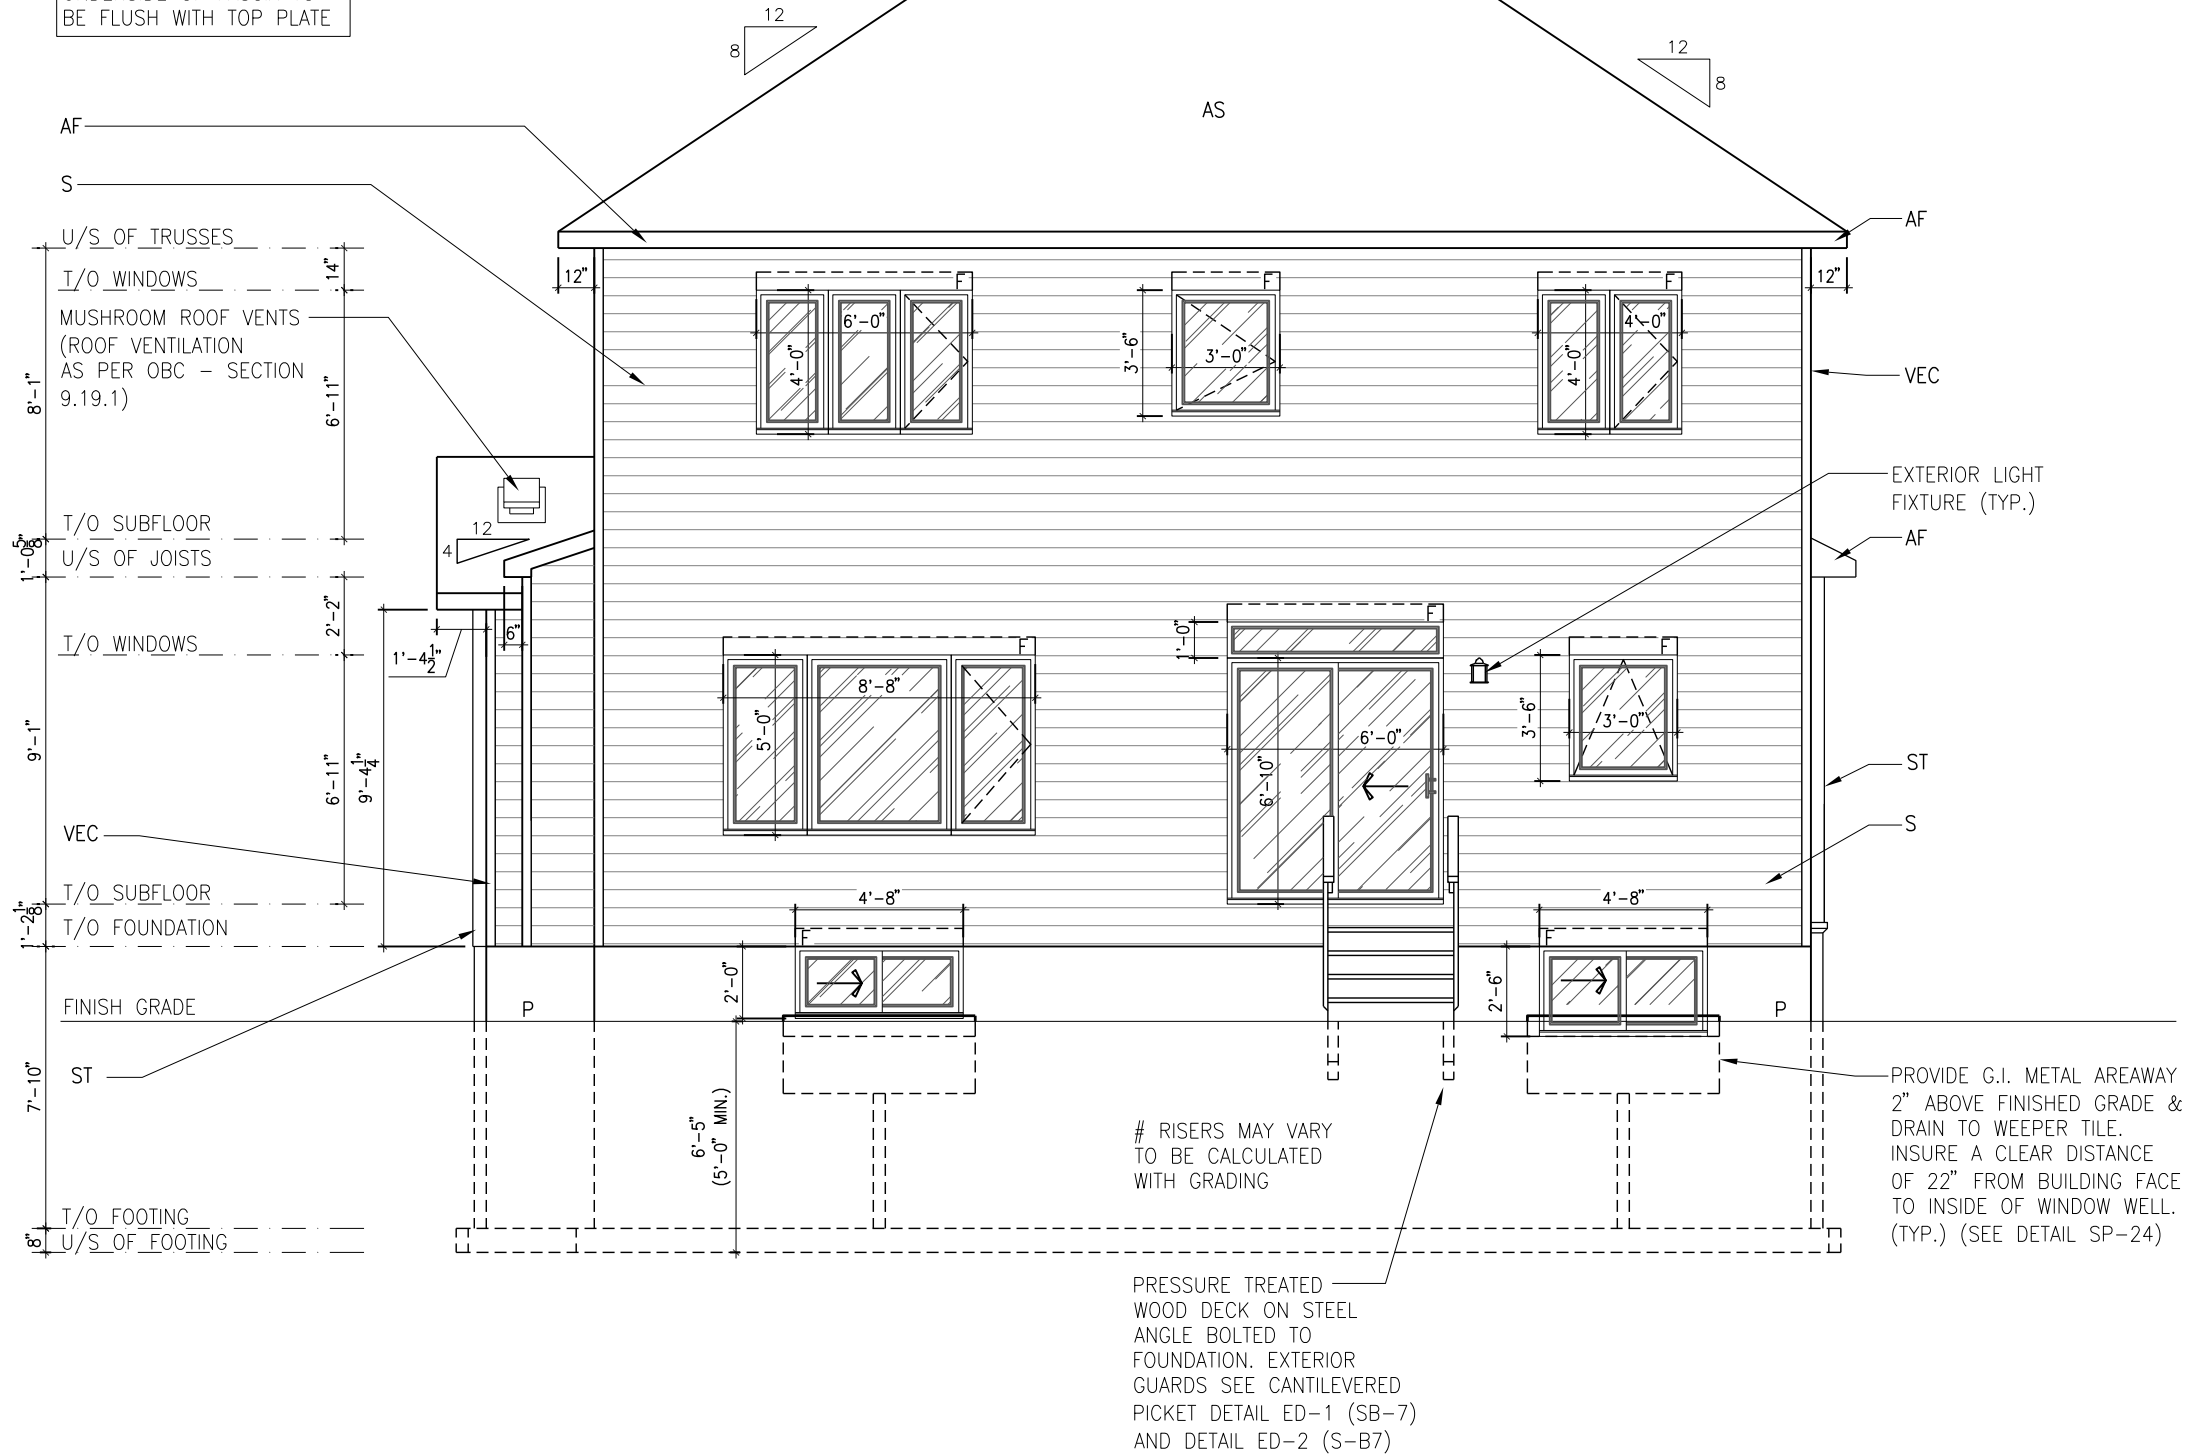 BE FLUSH WITH TOP PLATE
12
8
12
8
AS
AF
S
AF
U/S OF TRUSSES
T/O WINDOWS
MUSHROOM ROOF VENTS
(ROOF VENTILATION
AS PER OBC – SECTION
9.19.1)
14"
12"
12"
F
F
F
6'-0"
4'-0"
3'-6"
3'-0"
4'-0"
4'-0"
8'-1"
6'-11"
VEC
EXTERIOR LIGHT
FIXTURE (TYP.)
T/O SUBFLOOR
12
4
1'-0 5/8"
U/S OF JOISTS
AF
2'-2"
T/O WINDOWS
6"
1'-4 1/2"
F
F
F
1'-0"
8'-8"
5'-0"
6'-0"
6'-10"
3'-6"
3'-0"
9'-1"
6'-11"
9'-4 1/4"
ST
S
VEC
T/O SUBFLOOR
1'-2 1/8"
T/O FOUNDATION
4'-8"
4'-8"
F
F
2'-0"
2'-6"
FINISH GRADE
P
P
ST
7'-10"
6'-5"
(5'-0" MIN.)
# RISERS MAY VARY
TO BE CALCULATED
WITH GRADING
PROVIDE G.I. METAL AREAWAY
2" ABOVE FINISHED GRADE &
DRAIN TO WEEPER TILE.
INSURE A CLEAR DISTANCE
OF 22" FROM BUILDING FACE
TO INSIDE OF WINDOW WELL.
(TYP.) (SEE DETAIL SP-24)
T/O FOOTING
8"
U/S OF FOOTING
PRESSURE TREATED
WOOD DECK ON STEEL
ANGLE BOLTED TO
FOUNDATION. EXTERIOR
GUARDS SEE CANTILEVERED
PICKET DETAIL ED-1 (SB-7)
AND DETAIL ED-2 (S-B7)